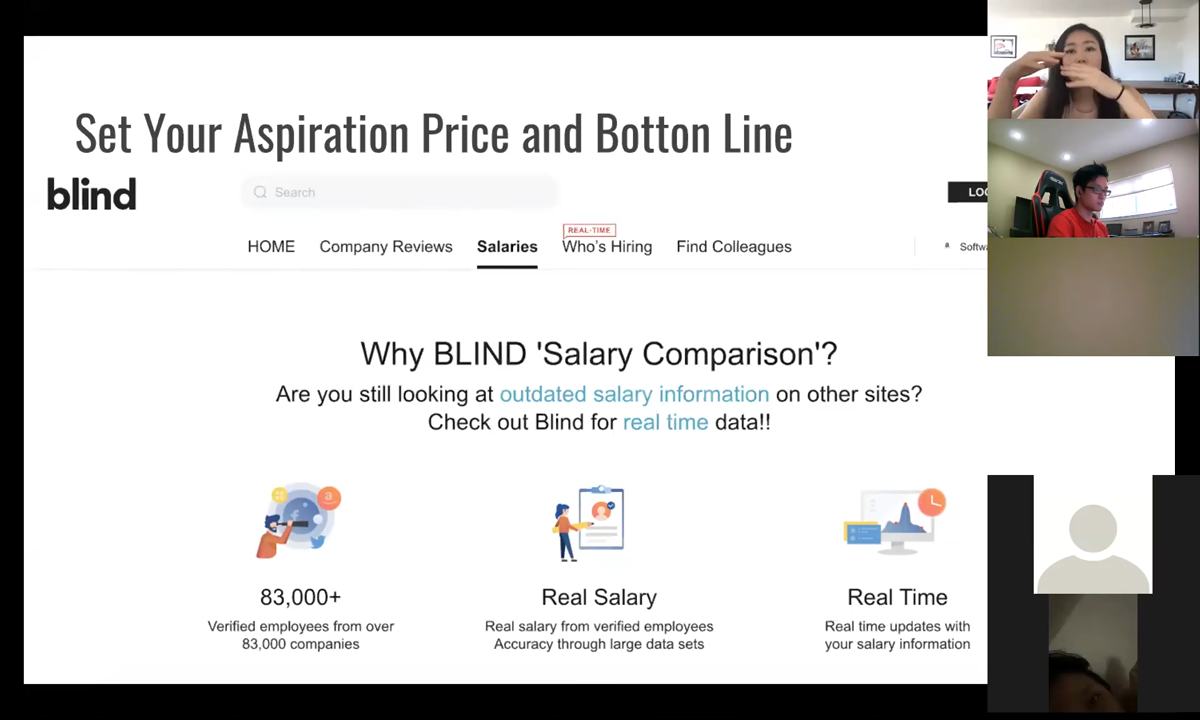 Set Your Aspiration Price and Botton Line
blind
Search
LOG
HOME
Company Reviews
Salaries
REAL-TIME
Who's Hiring
Find Colleagues
Why BLIND 'Salary Comparison'?
Are you still looking at outdated salary information on other sites?
Check out Blind for real time data!!
83,000+
Verified employees from over
83,000 companies
Real Salary
Real salary from verified employees
Accuracy through large data sets
Real Time
Real time updates with
your salary information